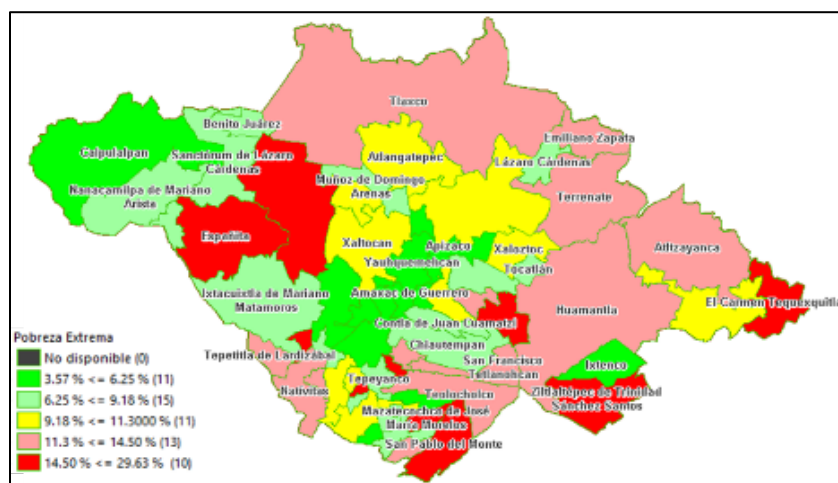 Tlaxco
Benito Juárez
Emiliano Zapata
Calpulalpan
Sanctórum de Lázaro
Cárdenas
Atlangatepec
Lázaro Cárdenas
Nanacamilpa de Mariano
Arista
Muñoz de Domingo
Arenas
Terrenate
Españita
Xaltocan
Apizaco
Xaloztoc
Altzayanca
Yauhquemehcan
Tocatlán
Ixtacuixtla de Mariano
Matamoros
Amaxac de Guerrero
Huamantla
El Carmen Tequexquitla
Contla de Juan Cuamatzi
Pobreza Extrema
No disponible (0)
3.57 % <= 6.25 % (11)
6.25 % <= 9.18 % (15)
9.18 % <= 11.3000 % (11)
11.3 % <= 14.50 % (13)
14.50 % <= 29.63 % (10)
Tepetitla de Lardizábal
Chiautempan
San Francisco
Tetlanohcan
Ixtenco
Nativitas
Tepeyanco
Teolocholco
Ziltlaltépec de Trinidad
Sánchez Santos
Mazatecochco de José
María Morelos
San Pablo del Monte